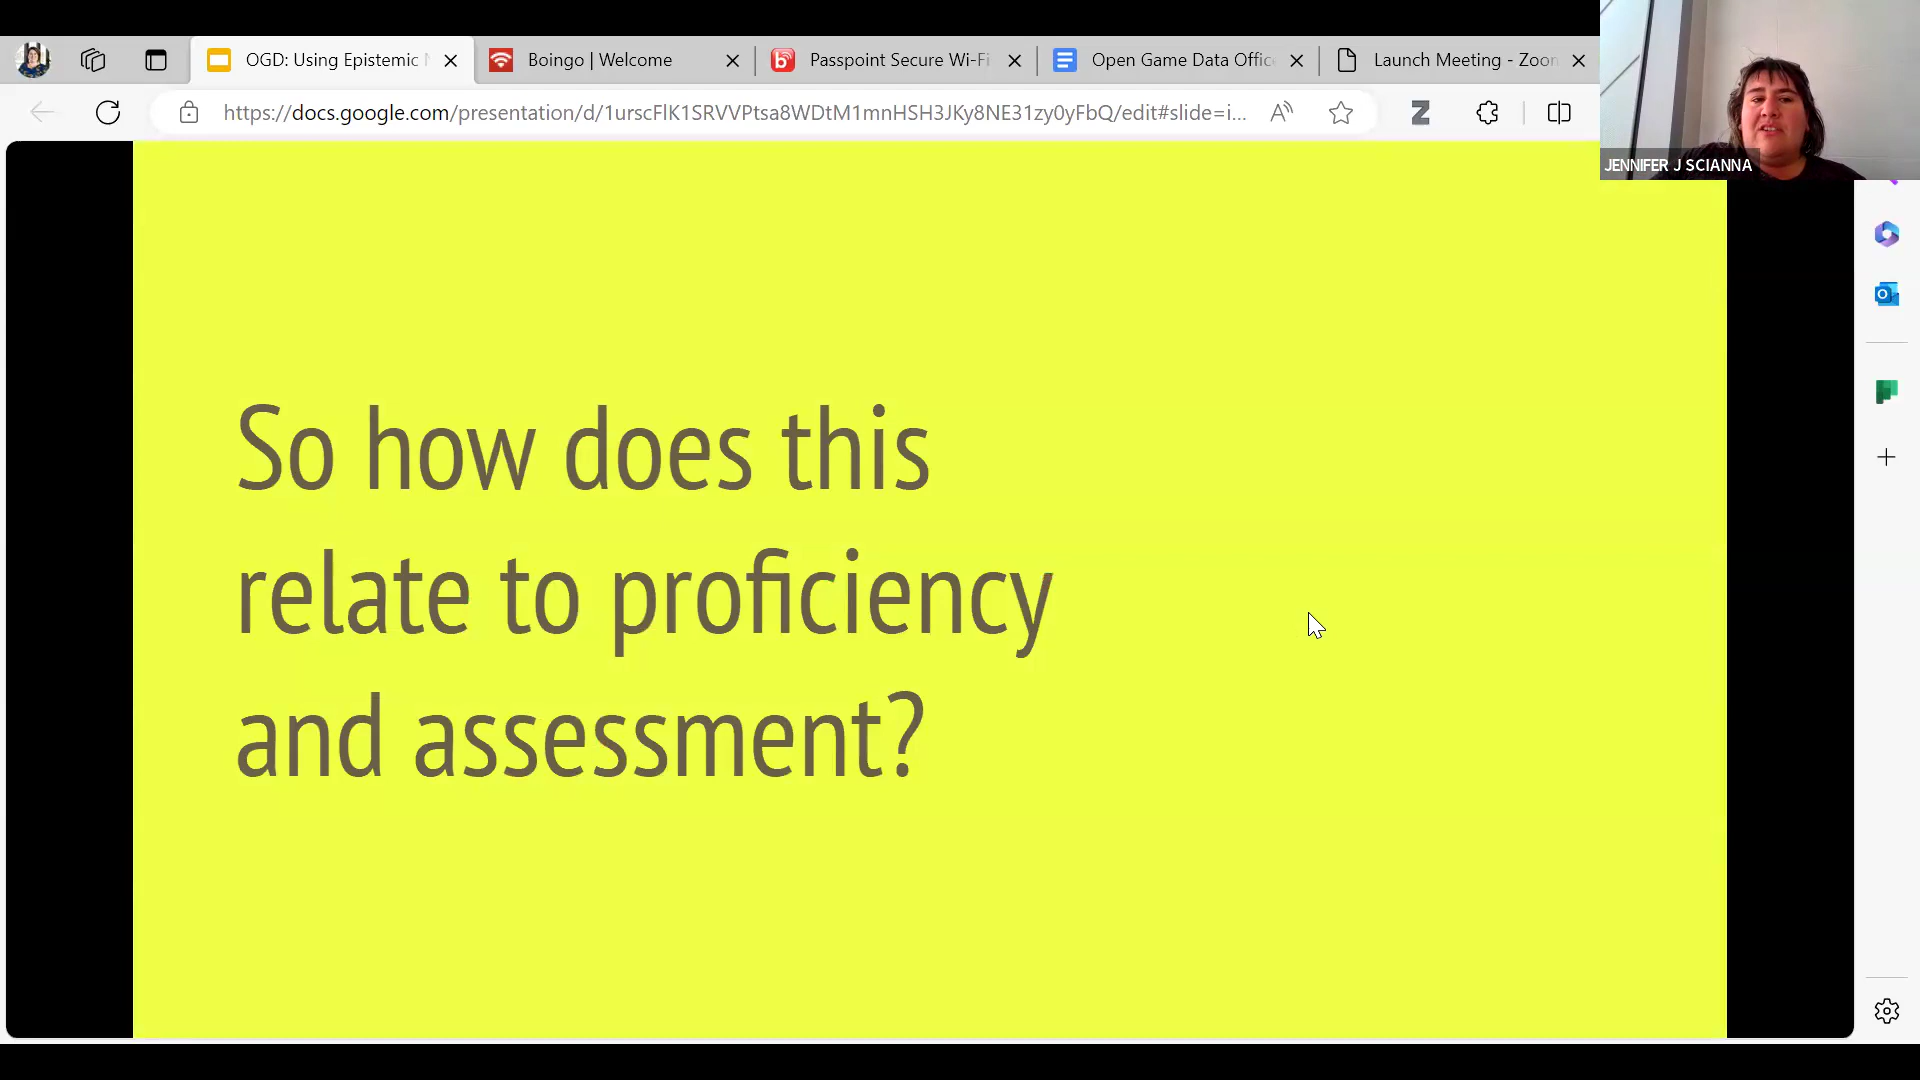 OGD: Using Epistemic
Boingo | Welcome
Passpoint Secure Wi-Fi
Open Game Data Offic
Launch Meeting - Zoom
https://docs.google.com/presentation/d/1urscFlK1SRVVPtsa8WDtM1mnHSH3JKy8NE31zy0yFbQ/edit#slide=i...
JENNIFER J SCIANNA
So how does this
relate to proficiency
and assessment?